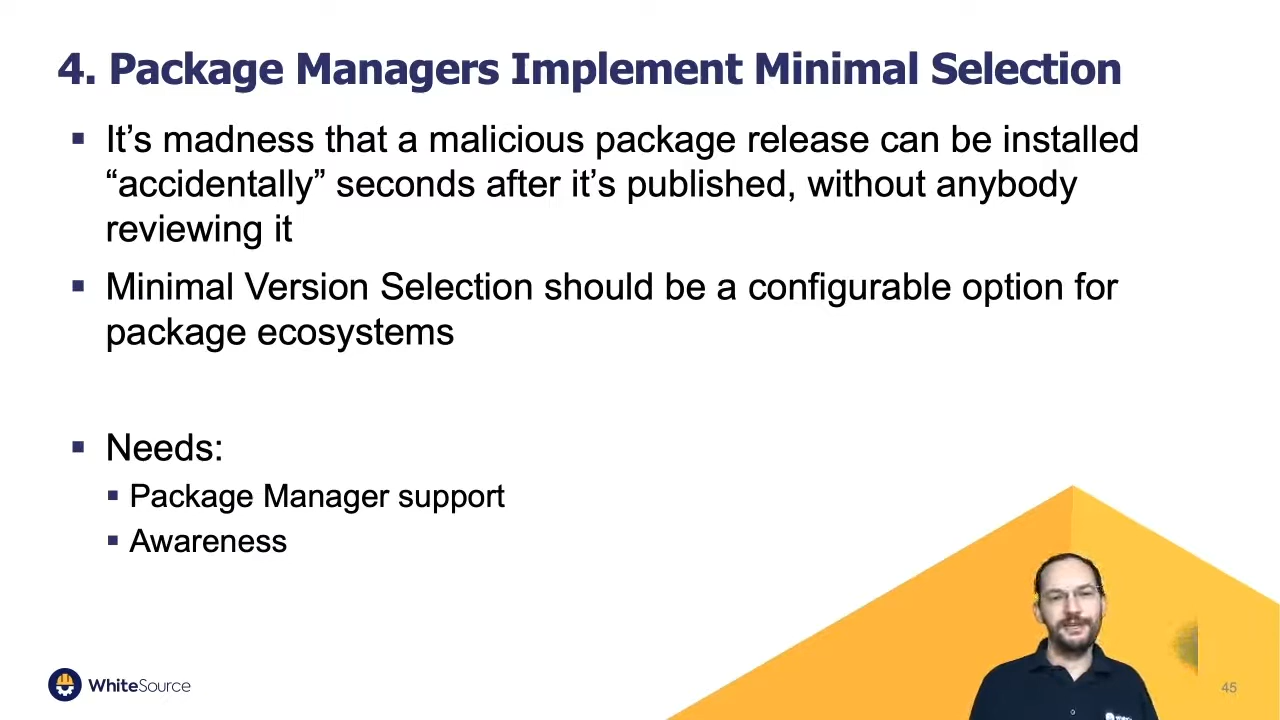 4. Package Managers Implement Minimal Selection
It’s madness that a malicious package release can be installed
“accidentally” seconds after it’s published, without anybody
reviewing it
Minimal Version Selection should be a configurable option for
package ecosystems
Needs:
Package Manager support
Awareness
WhiteSource
45